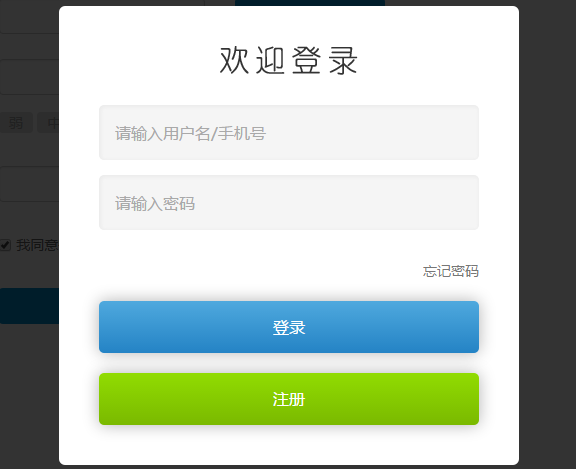 欢迎登录
请输入用户名/手机号
弱 中
请输入密码
我同意
忘记密码
登录
注册